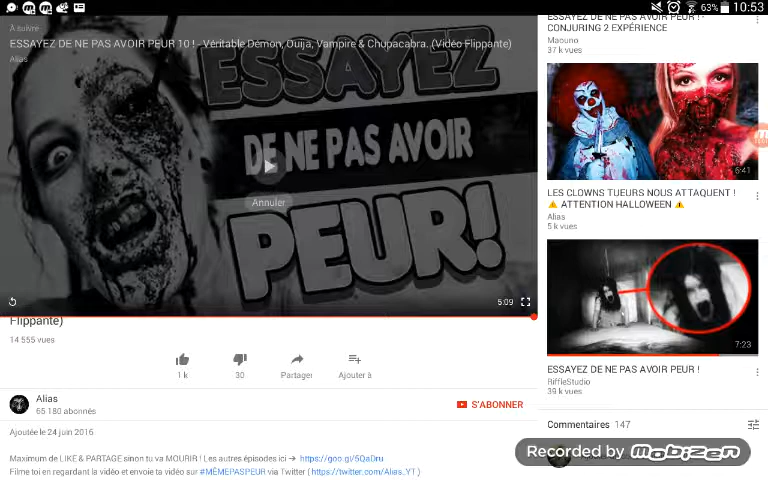 63% 10:53
À suivre
ESSAYEZ DE NE PAS AVOIR PEUR 10 ! - Véritable Démon, Ouija, Vampire & Chupacabra. (Vidéo Flippante)
Alias
ESSAYEZ
DE NE PAS AVOIR
PEUR!
Annuler
5:09
Flippante)
14 555 vues
1 k
30
Partager
Ajouter à
Alias
65 180 abonnés
S'ABONNER
Ajoutée le 24 juin 2016
Maximum de LIKE & PARTAGE sinon tu va MOURIR ! Les autres épisodes ici → https://goo.gl/5QaDru
Filme toi en regardant la vidéo et envoie ta vidéo sur #MÊMEPASPEUR via Twitter ( https://twitter.com/Alias_YT )
ESSAYEZ DE NE PAS AVOIR PEUR ! -
CONJURING 2 EXPÉRIENCE
Maouno
37 k vues
6:41
LES CLOWNS TUEURS NOUS ATTAQUENT !
⚠ ATTENTION HALLOWEEN ⚠
Alias
5 k vues
7:23
ESSAYEZ DE NE PAS AVOIR PEUR !
RiffleStudio
39 k vues
Commentaires 147
Recorded by Mobizen